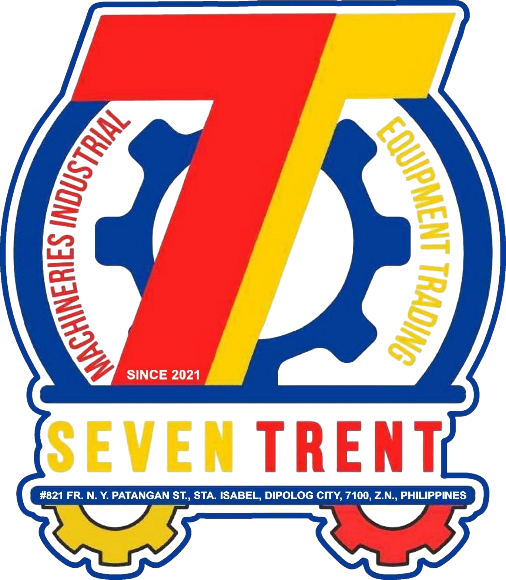 MACHINERIES INDUSTRIAL
EQUIPMENT TRADING
SINCE 2021
SEVEN TRENT
#821 FR. N. Y. PATANGAN ST., STA. ISABEL, DIPOLOG CITY, 7100, Z.N., PHILIPPINES